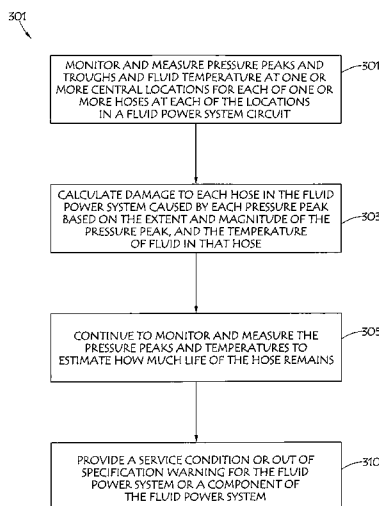 301
MONITOR AND MEASURE PRESSURE PEAKS AND
TROUGHS AND FLUID TEMPERATURE AT ONE OR
MORE CENTRAL LOCATIONS FOR EACH OF ONE OR
MORE HOSES AT EACH OF THE LOCATIONS
IN A FLUID POWER SYSTEM CIRCUIT
301
CALCULATE DAMAGE TO EACH HOSE IN THE FLUID
POWER SYSTEM CAUSED BY EACH PRESSURE PEAK
BASED ON THE EXTENT AND MAGNITUDE OF THE
PRESSURE PEAK, AND THE TEMPERATURE
OF FLUID IN THAT HOSE
303
CONTINUE TO MONITOR AND MEASURE THE
PRESSURE PEAKS AND TEMPERATURES TO
ESTIMATE HOW MUCH LIFE OF THE HOSE REMAINS
305
PROVIDE A SERVICE CONDITION OR OUT OF
SPECIFICATION WARNING FOR THE FLUID
POWER SYSTEM OR A COMPONENT OF
THE FLUID POWER SYSTEM
310